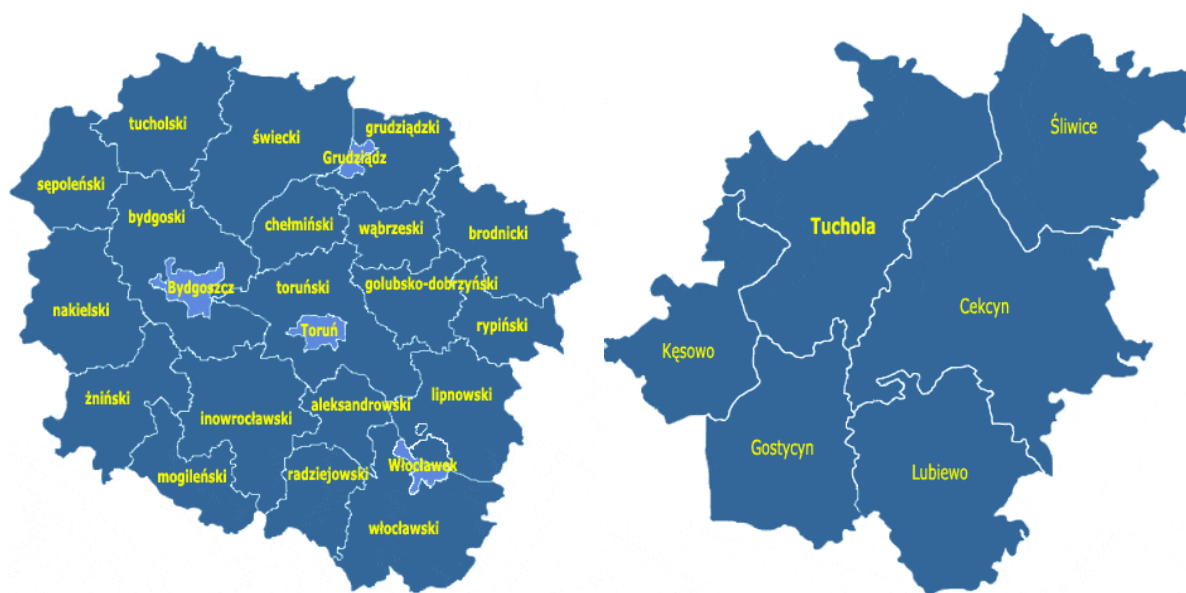 tucholski
świecki
grudziądzki
Grudziądz
sępoleński
bydgoski
chełmiński
wąbrzeski
brodnicki
Bydgoszcz
toruński
golubsko-dobrzyński
nakielski
Toruń
rypiński
żniński
inowrocławski
aleksandrowski
lipnowski
mogileński
radziejowski
Włocławek
włocławski
Śliwice
Tuchola
Cekcyn
Kęsowo
Gostycyn
Lubiewo